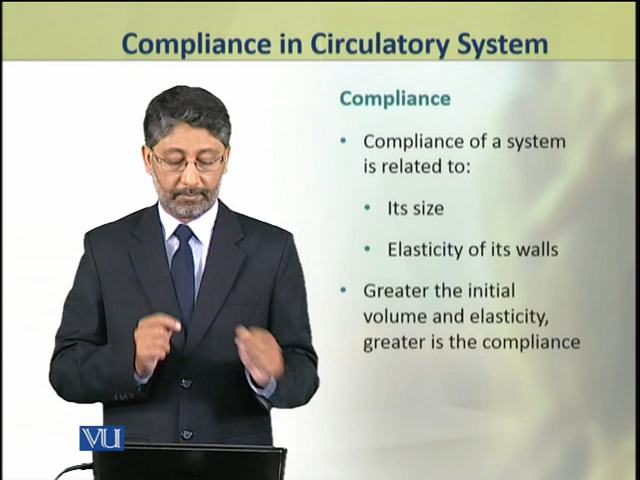 Compliance in Circulatory System
Compliance
• Compliance of a system
is related to:
• Its size
• Elasticity of its walls
• Greater the initial
volume and elasticity,
greater is the compliance
VU